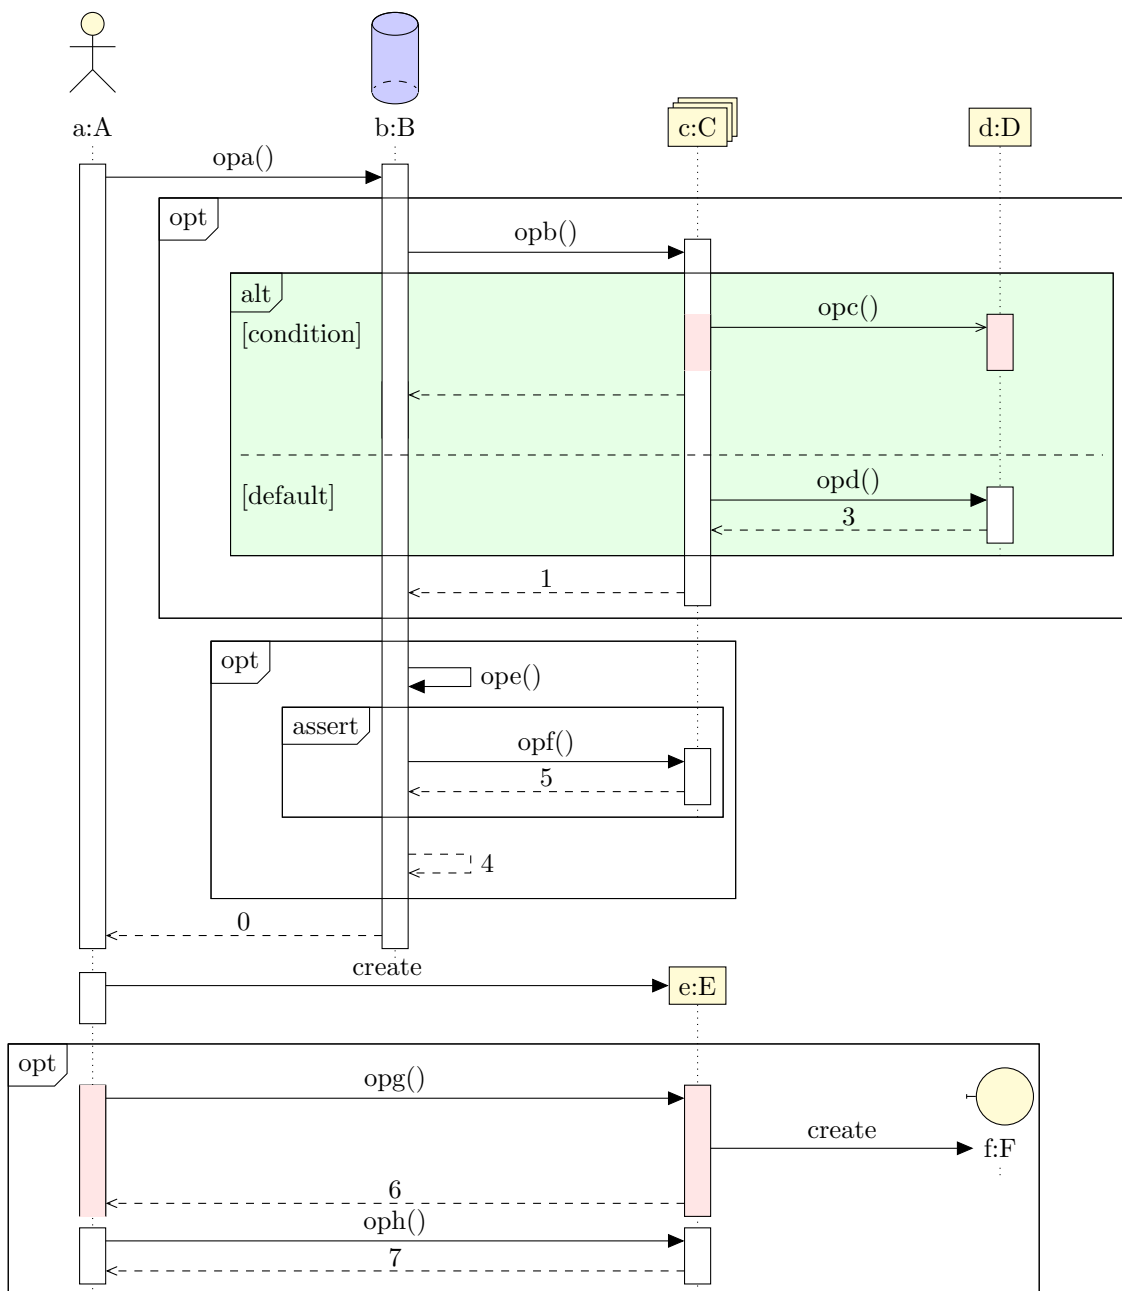 a:A
b:B
c:C
d:D
opa()
opt
opb()
alt
opc()
[condition]
opd()
[default]
3
1
opt
ope()
assert
opf()
5
4
0
create
e:E
opt
opg()
create
f:F
6
oph()
7